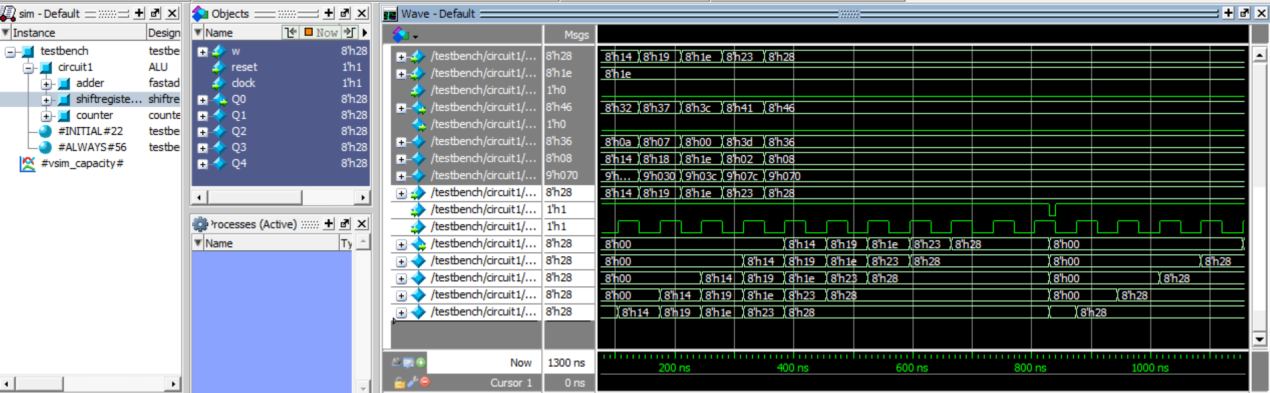 sim - Default
Instance Design
testbench testbe
circuit1 ALU
adder fastad
shiftregiste... shiftre
counter counte
#INITIAL#22 testbe
#ALWAYS#56 testbe
#vsim_capacity#
Objects
Name Now
w 8'h28
reset 1'h1
clock 1'h1
Q0 8'h28
Q1 8'h28
Q2 8'h28
Q3 8'h28
Q4 8'h28
Processes (Active)
Name Ty
Wave - Default
Msgs
/testbench/circuit1/... 8'h28 8'h14 8'h19 8'h1e 8'h23 8'h28
/testbench/circuit1/... 8'h1e 8'h1e
/testbench/circuit1/... 1'h0
/testbench/circuit1/... 8'h46 8'h32 8'h37 8'h3c 8'h41 8'h46
/testbench/circuit1/... 1'h0
/testbench/circuit1/... 8'h36 8'h0a 8'h07 8'h00 8'h3d 8'h36
/testbench/circuit1/... 8'h08 8'h14 8'h18 8'h1e 8'h02 8'h08
/testbench/circuit1/... 9'h070 9'h... 9'h030 9'h03c 9'h07c 9'h070
/testbench/circuit1/... 8'h28 8'h14 8'h19 8'h1e 8'h23 8'h28
/testbench/circuit1/... 1'h1
/testbench/circuit1/... 1'h1
/testbench/circuit1/... 8'h28 8'h00 8'h14 8'h19 8'h1e 8'h23 8'h28 8'h00
/testbench/circuit1/... 8'h28 8'h00 8'h14 8'h19 8'h1e 8'h23 8'h28 8'h00 8'h28
/testbench/circuit1/... 8'h28 8'h00 8'h14 8'h19 8'h1e 8'h23 8'h28 8'h00 8'h28
/testbench/circuit1/... 8'h28 8'h00 8'h14 8'h19 8'h1e 8'h23 8'h28 8'h00 8'h28
/testbench/circuit1/... 8'h28 8'h14 8'h19 8'h1e 8'h23 8'h28 8'h28
Now 1300 ns 200 ns 400 ns 600 ns 800 ns 1000 ns
Cursor 1 0 ns